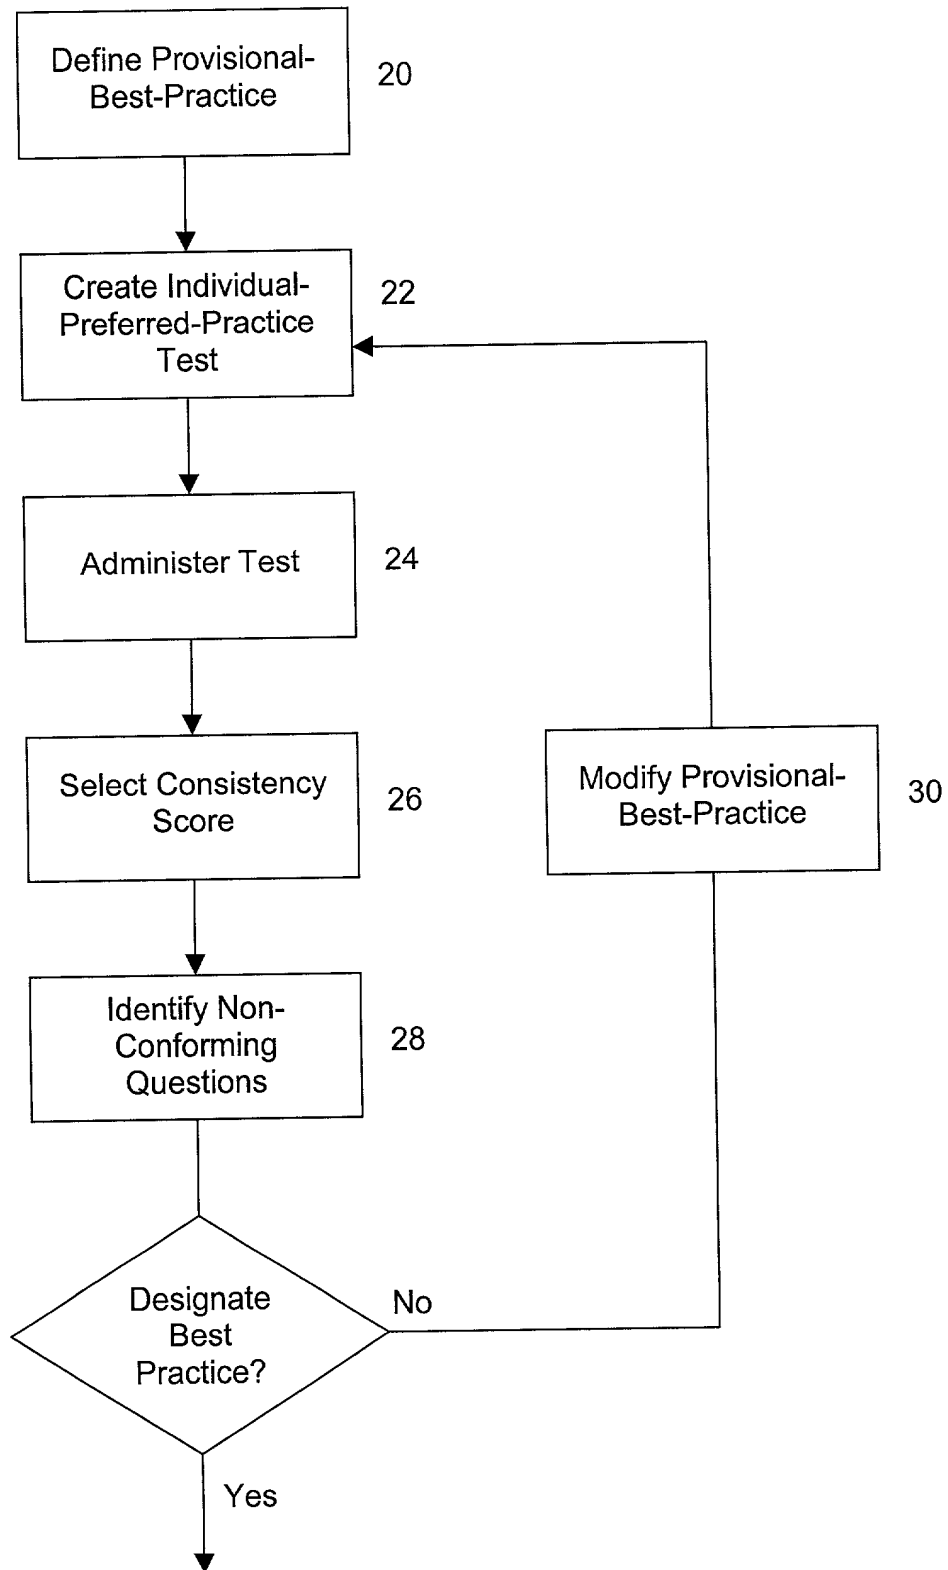 Define Provisional-
Best-Practice
20
Create Individual-
Preferred-Practice
Test
22
Administer Test
24
Select Consistency
Score
26
Modify Provisional-
Best-Practice
30
Identify Non-
Conforming
Questions
28
Designate
Best
Practice?
No
Yes